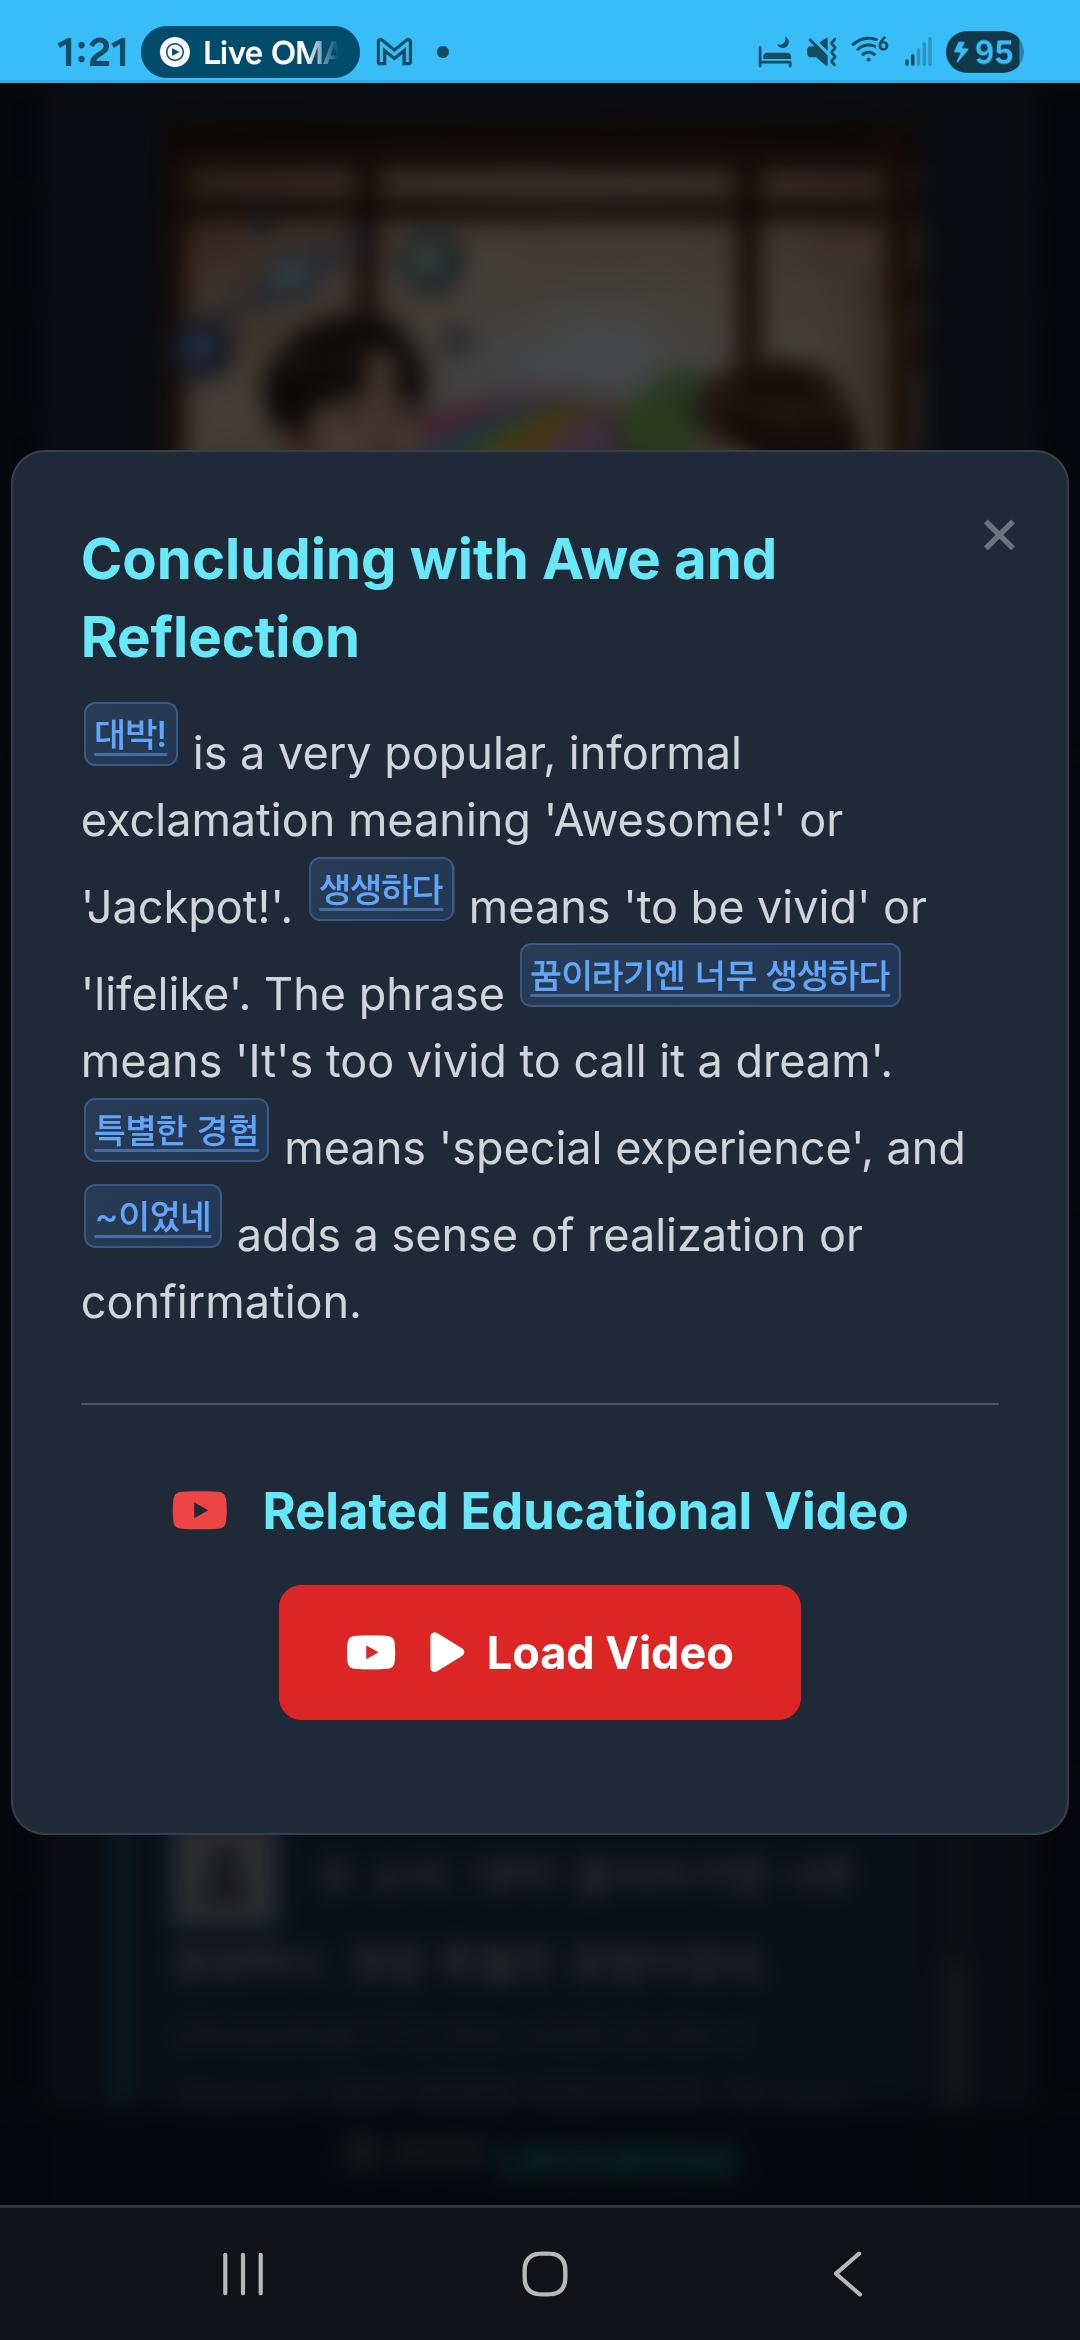 1:21 Live OMA 6 95
Concluding with Awe and
Reflection
대박! is a very popular, informal
exclamation meaning 'Awesome!' or
'Jackpot!'. 생생하다 means 'to be vivid' or
'lifelike'. The phrase 꿈이라기엔 너무 생생하다
means 'It's too vivid to call it a dream'.
특별한 경험 means 'special experience', and
~이었네 adds a sense of realization or
confirmation.
Related Educational Video
Load Video